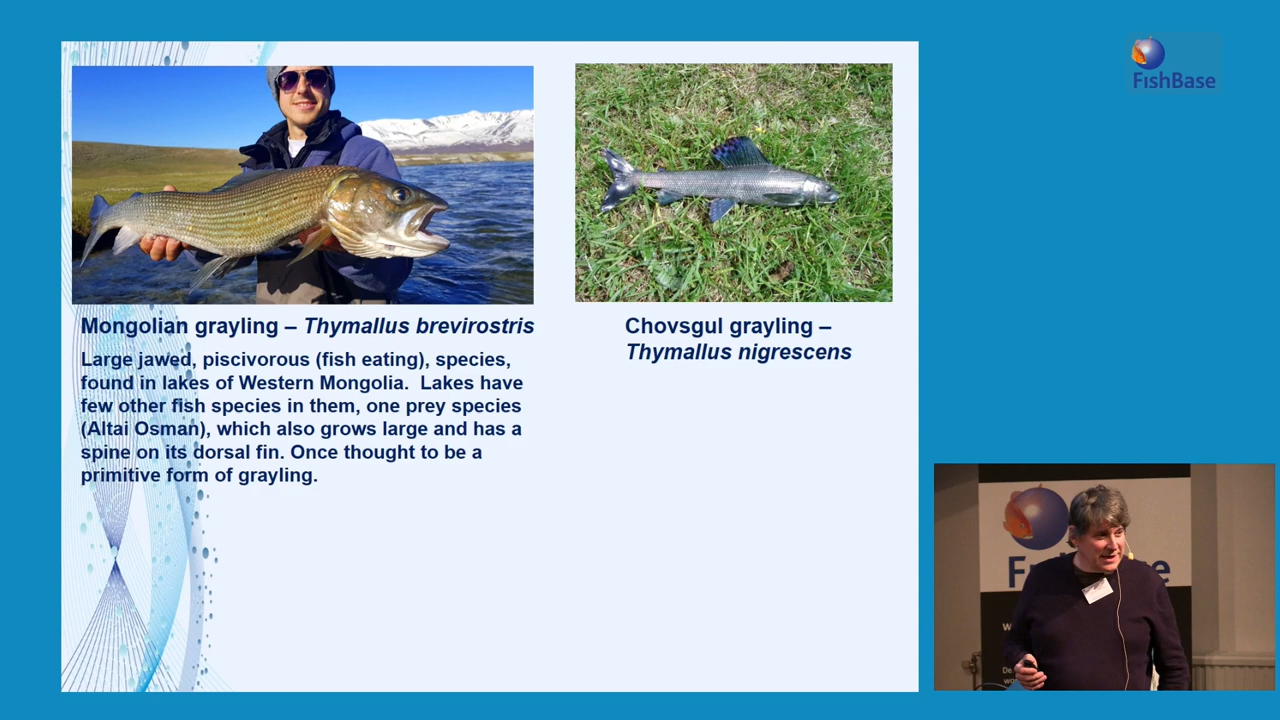 FishBase
Mongolian grayling – Thymallus brevirostris
Large jawed, piscivorous (fish eating), species,
found in lakes of Western Mongolia.  Lakes have
few other fish species in them, one prey species
(Altai Osman), which also grows large and has a
spine on its dorsal fin. Once thought to be a
primitive form of grayling.
Chovsgul grayling –
Thymallus nigrescens